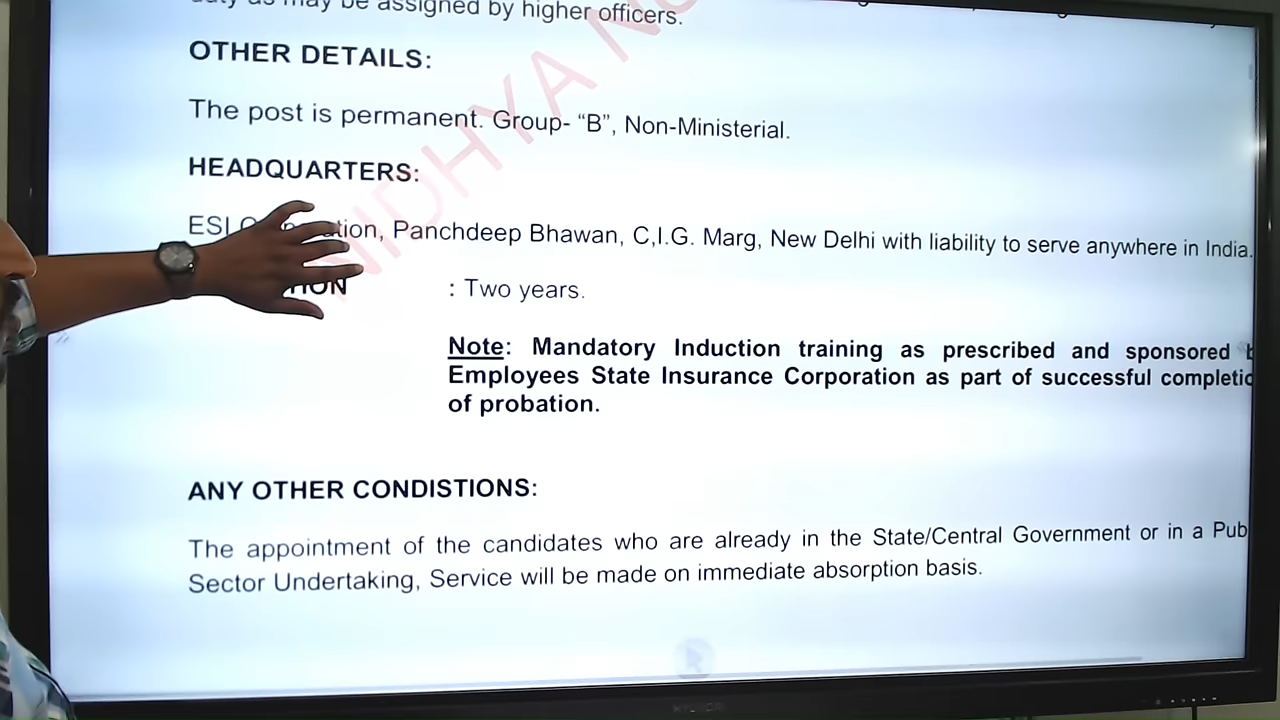 duty as may be assigned by higher officers.
OTHER DETAILS:
The post is permanent. Group- “B”, Non-Ministerial.
HEADQUARTERS:
ESI Panchdeep Bhawan, C,I.G. Marg, New Delhi with liability to serve anywhere in India.
: Two years.
Note: Mandatory Induction training as prescribed and sponsored
Employees State Insurance Corporation as part of successful
of probation.
ANY OTHER CONDISTIONS:
The appointment of the candidates who are already in the State/Central Government or in a
Sector Undertaking, Service will be made on immediate absorption basis.
NIDHYA